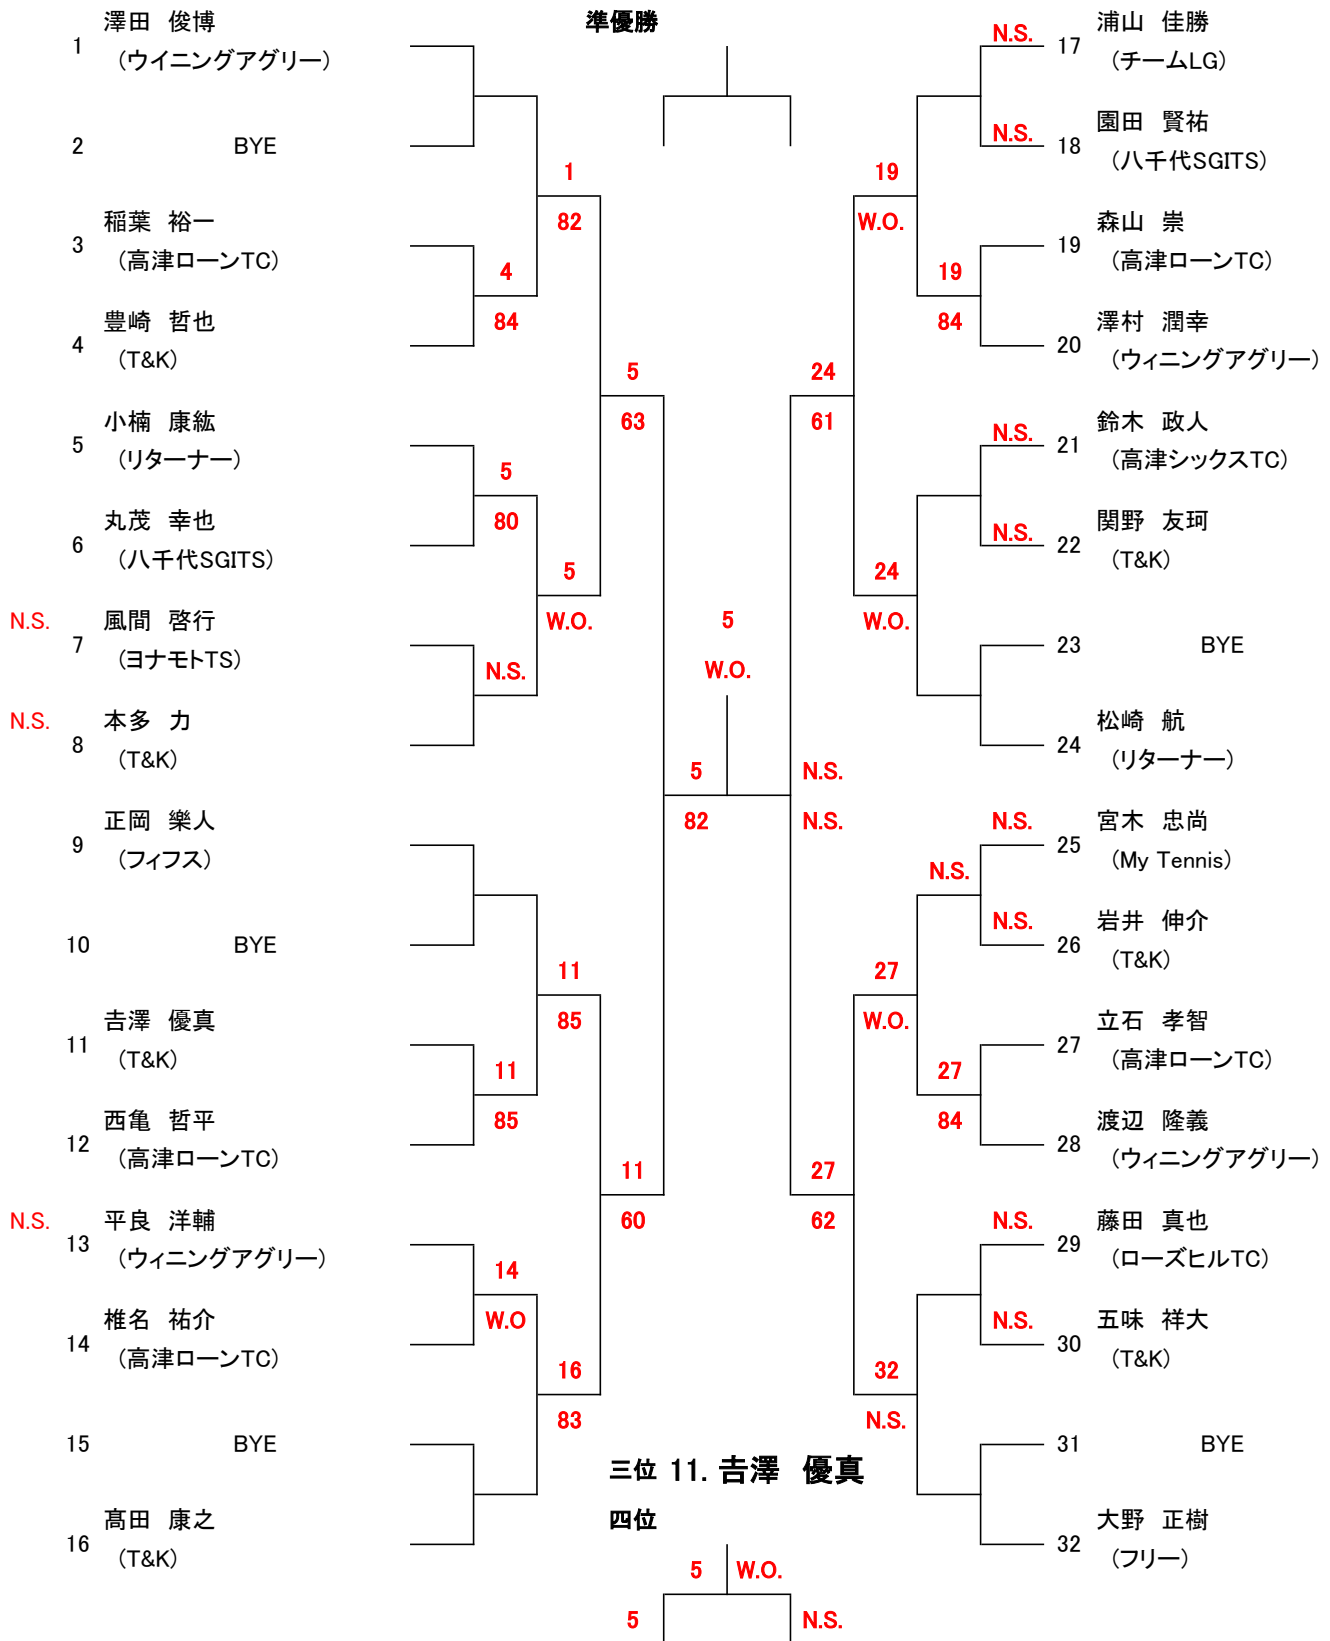 準優勝
1 澤田 俊博
（ウイニングアグリー）
2 BYE
1
82
3 稲葉 裕一
（高津ローンTC）
4
84
4 豊崎 哲也
（T&K）
5
63
5 小楠 康紘
（リターナー）
5
80
6 丸茂 幸也
（八千代SGITS）
5
W.O.
N.S. 7 風間 啓行
（ヨナモトTS）
N.S.
N.S. 8 本多 力
（T&K）
5
W.O.
5
82
N.S.
N.S.
9 正岡 樂人
（フィフス）
10 BYE
11
85
11 吉澤 優真
（T&K）
11
85
12 西亀 哲平
（高津ローンTC）
11
60
N.S. 13 平良 洋輔
（ウィニングアグリー）
14
W.O
14 椎名 祐介
（高津ローンTC）
16
83
15 BYE
16 髙田 康之
（T&K）
N.S. 17 浦山 佳勝
（チームLG）
N.S. 18 園田 賢祐
（八千代SGITS）
19
W.O.
19 森山 崇
（高津ローンTC）
19
84
20 澤村 潤幸
（ウィニングアグリー）
24
61
N.S. 21 鈴木 政人
（高津シックスTC）
N.S. 22 関野 友珂
（T&K）
24
W.O.
23 BYE
24 松崎 航
（リターナー）
N.S. 25 宮木 忠尚
（My Tennis）
N.S.
N.S. 26 岩井 伸介
（T&K）
27
W.O.
27 立石 孝智
（高津ローンTC）
27
84
28 渡辺 隆義
（ウィニングアグリー）
27
62
N.S. 29 藤田 真也
（ローズヒルTC）
N.S. 30 五味 祥大
（T&K）
32
N.S.
31 BYE
32 大野 正樹
（フリー）
三位 11. 吉澤 優真
四位
5 W.O.
5 N.S.